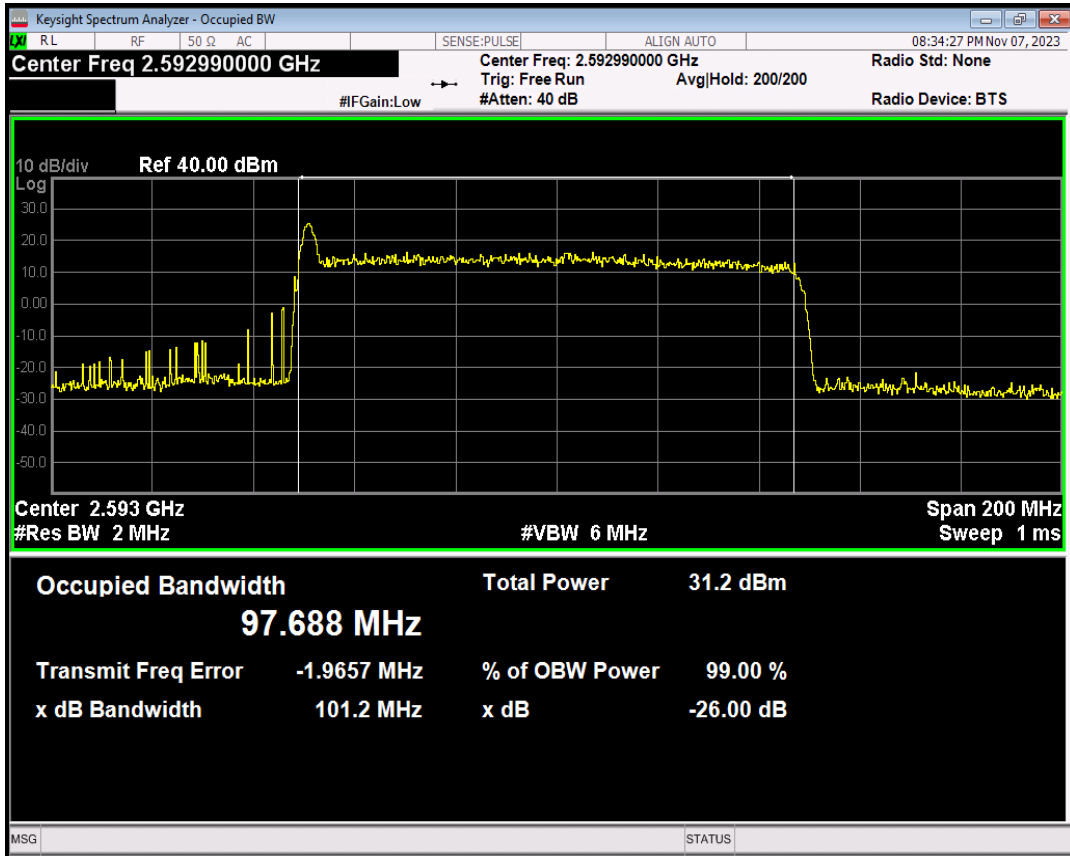 Keysight Spectrum Analyzer - Occupied BW
LXI RL RF 50 Ω AC SENSE:PULSE ALIGN AUTO 08:34:27 PM Nov 07, 2023
Center Freq 2.592990000 GHz
Center Freq: 2.592990000 GHz Radio Std: None
Trig: Free Run Avg|Hold: 200/200
#IFGain:Low #Atten: 40 dB Radio Device: BTS
10 dB/div Ref 40.00 dBm
Log
30.0
20.0
10.0
0.00
-10.0
-20.0
-30.0
-40.0
-50.0
Center 2.593 GHz Span 200 MHz
#Res BW 2 MHz #VBW 6 MHz Sweep 1 ms
Occupied Bandwidth Total Power 31.2 dBm
97.688 MHz
Transmit Freq Error -1.9657 MHz % of OBW Power 99.00 %
x dB Bandwidth 101.2 MHz x dB -26.00 dB
MSG STATUS